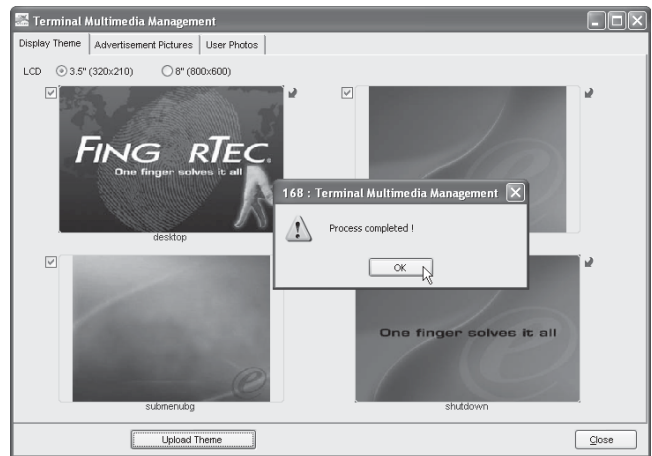 Terminal Multimedia Management
Display Theme Advertisement Pictures User Photos
LCD 3.5" (320x210) 8" (800x600)
FING RTEC.
One finger solves it all
desktop
168 : Terminal Multimedia Management
Process completed !
OK
One finger solves it all
submenubg
shutdown
Upload Theme
Close